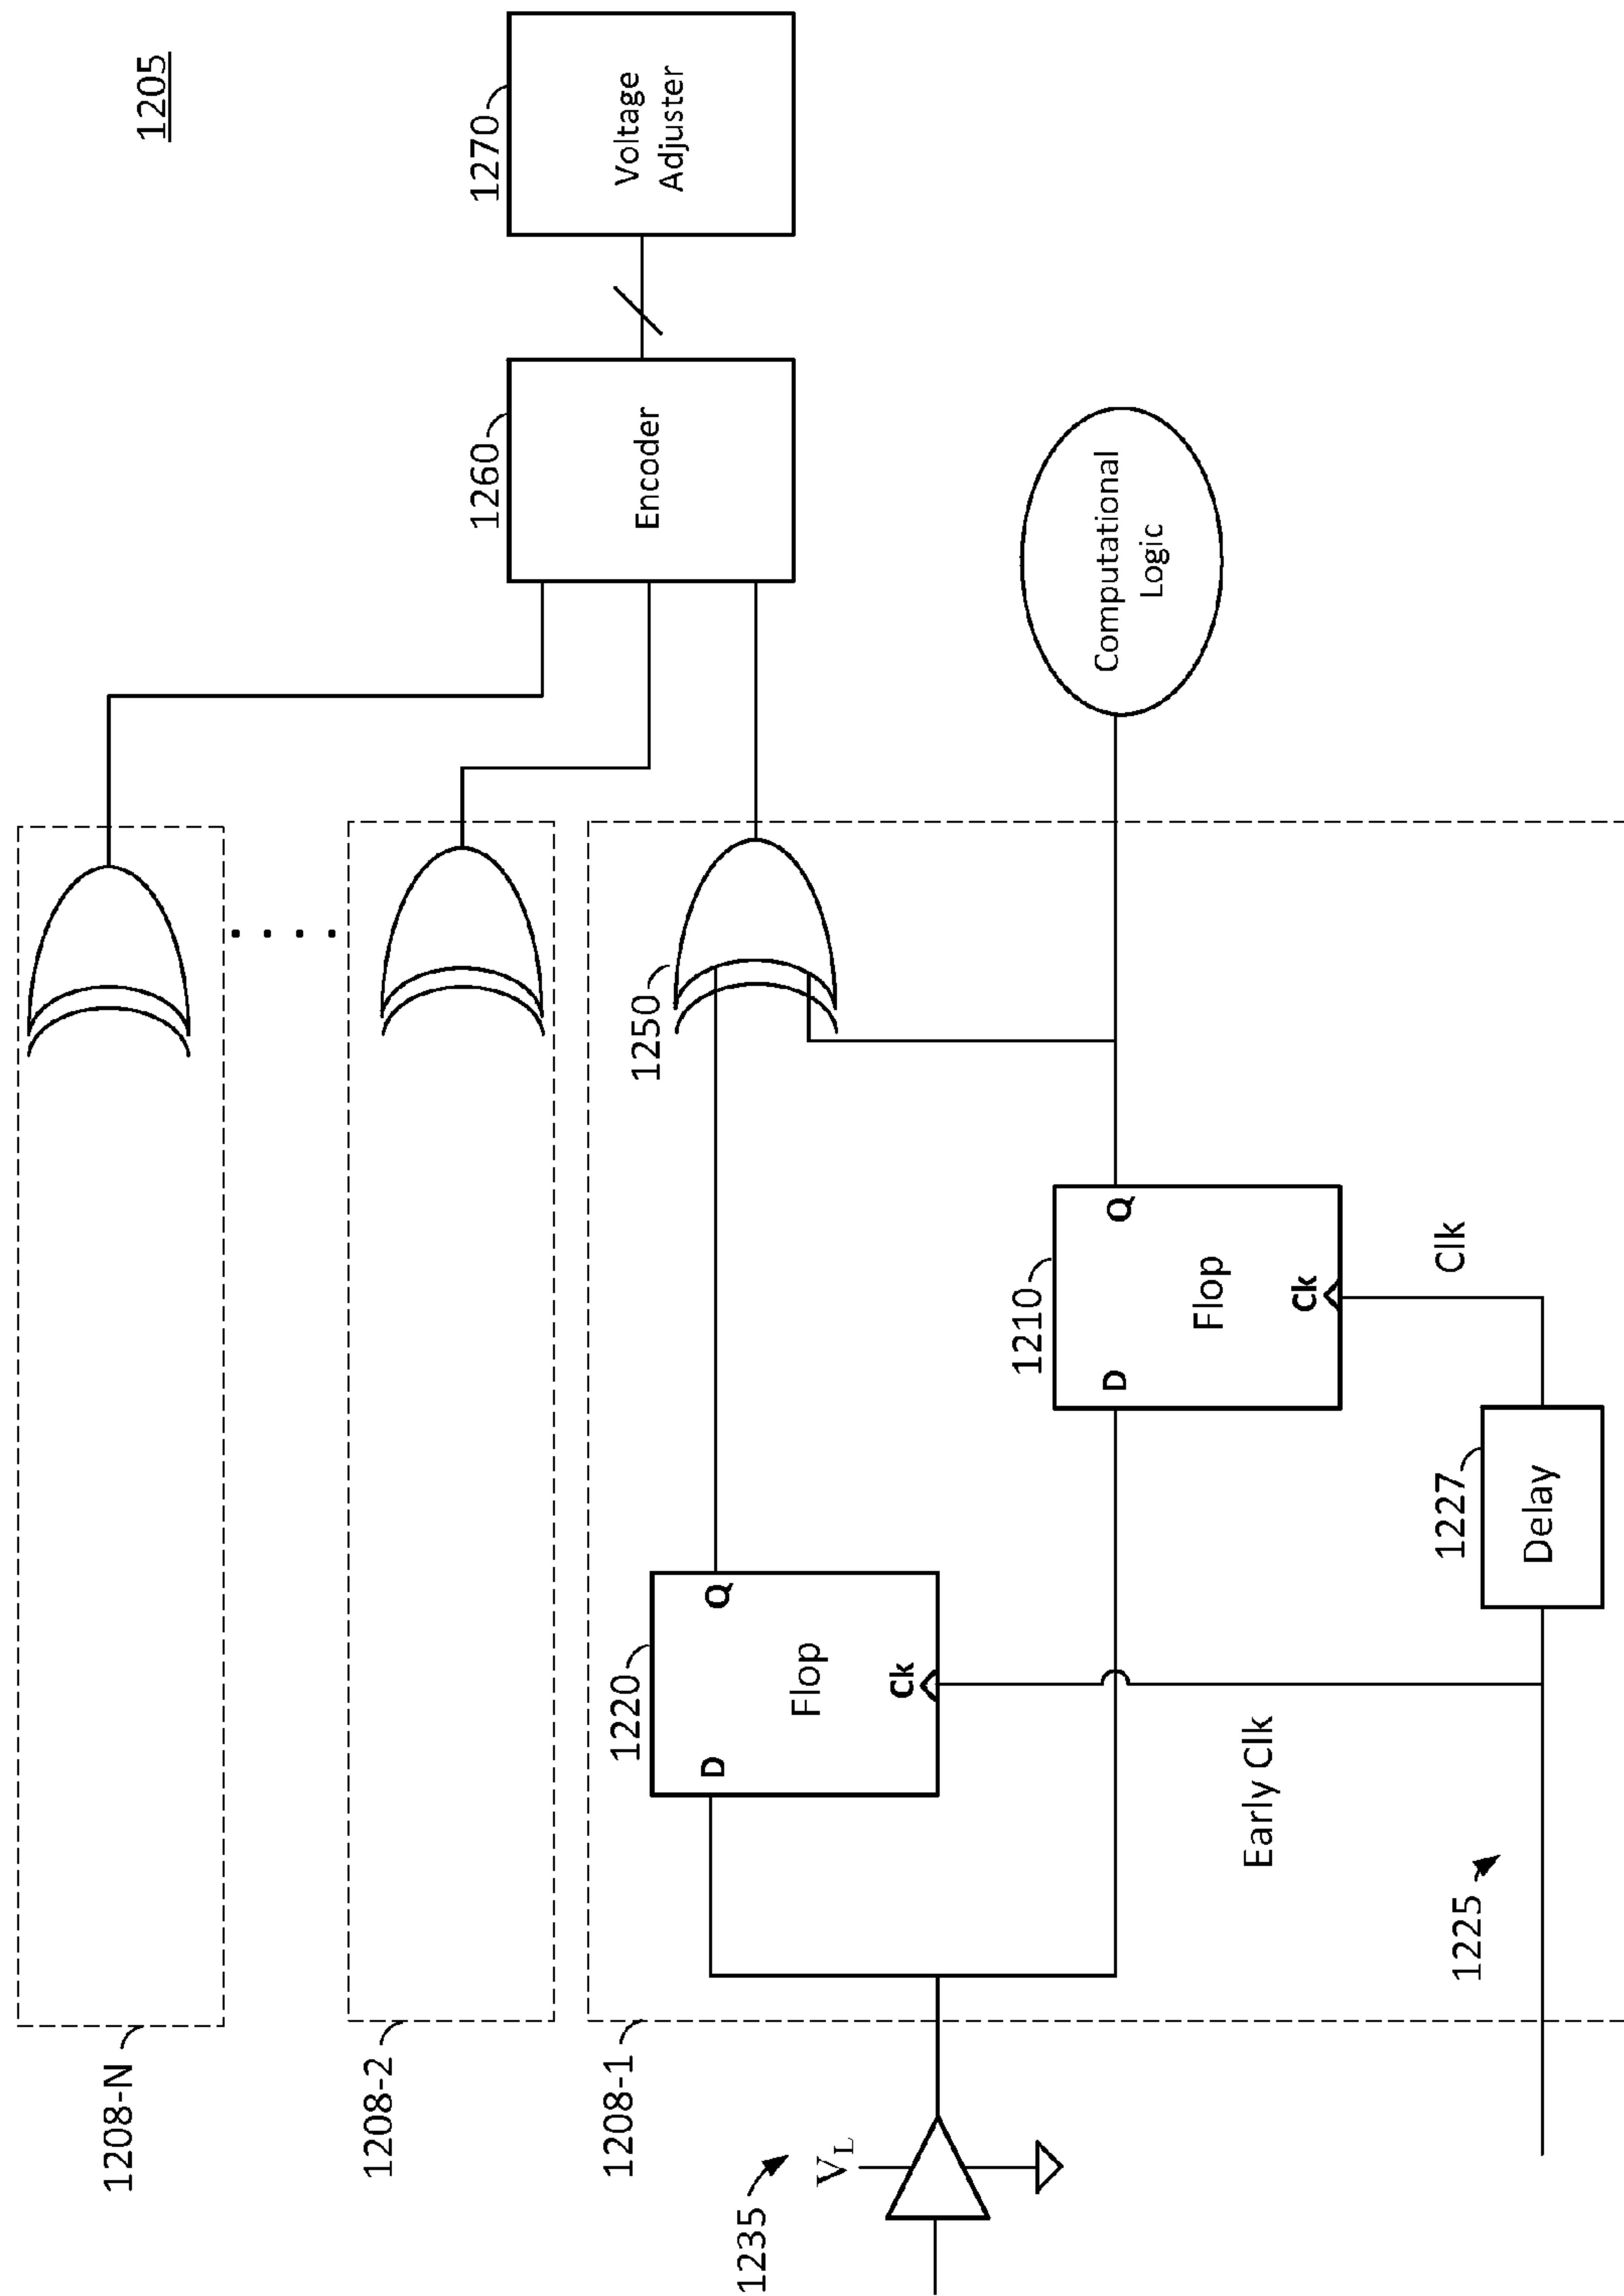 1205
1208-N
1208-2
1260
1270
Encoder
Voltage
Adjuster
1208-1
1250
1220
D
Q
Flop
Ck
1235
VL
1210
D
Q
Flop
Ck
Computational
Logic
Early Clk
Clk
1225
1227
Delay